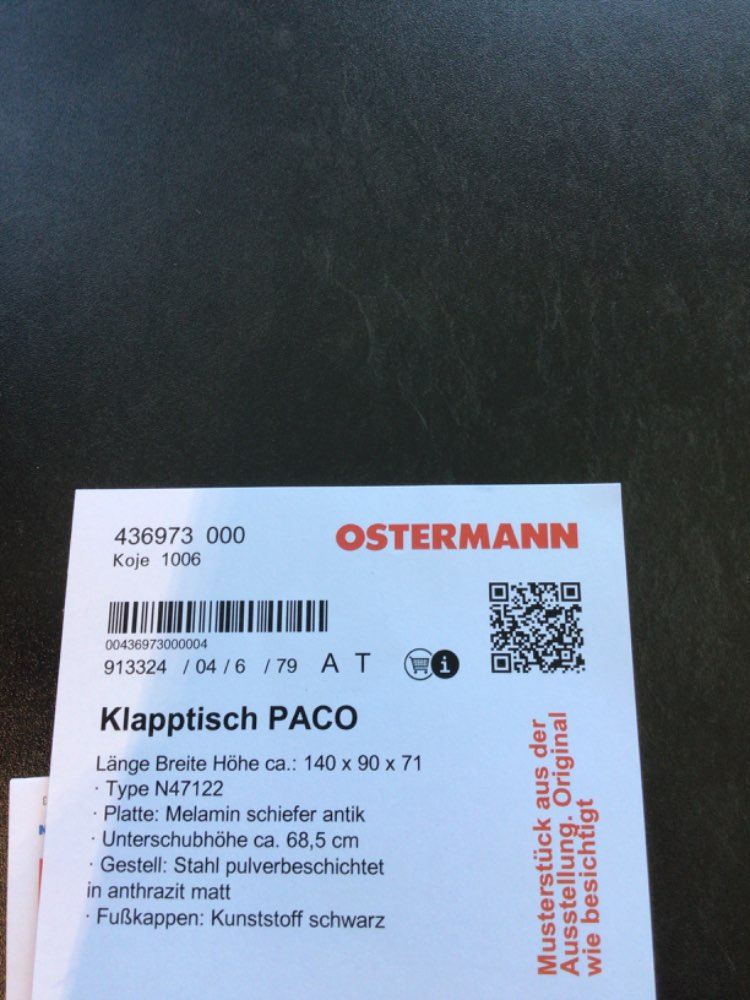 436973 000
Koje 1006
OSTERMANN
00436973000004
913324 / 04 / 6 / 79 A T
Klapptisch PACO
Länge Breite Höhe ca.: 140 x 90 x 71
· Type N47122
· Platte: Melamin schiefer antik
· Unterschubhöhe ca. 68,5 cm
· Gestell: Stahl pulverbeschichtet
in anthrazit matt
· Fußkappen: Kunststoff schwarz
Musterstück aus der
Ausstellung. Original
wie besichtigt